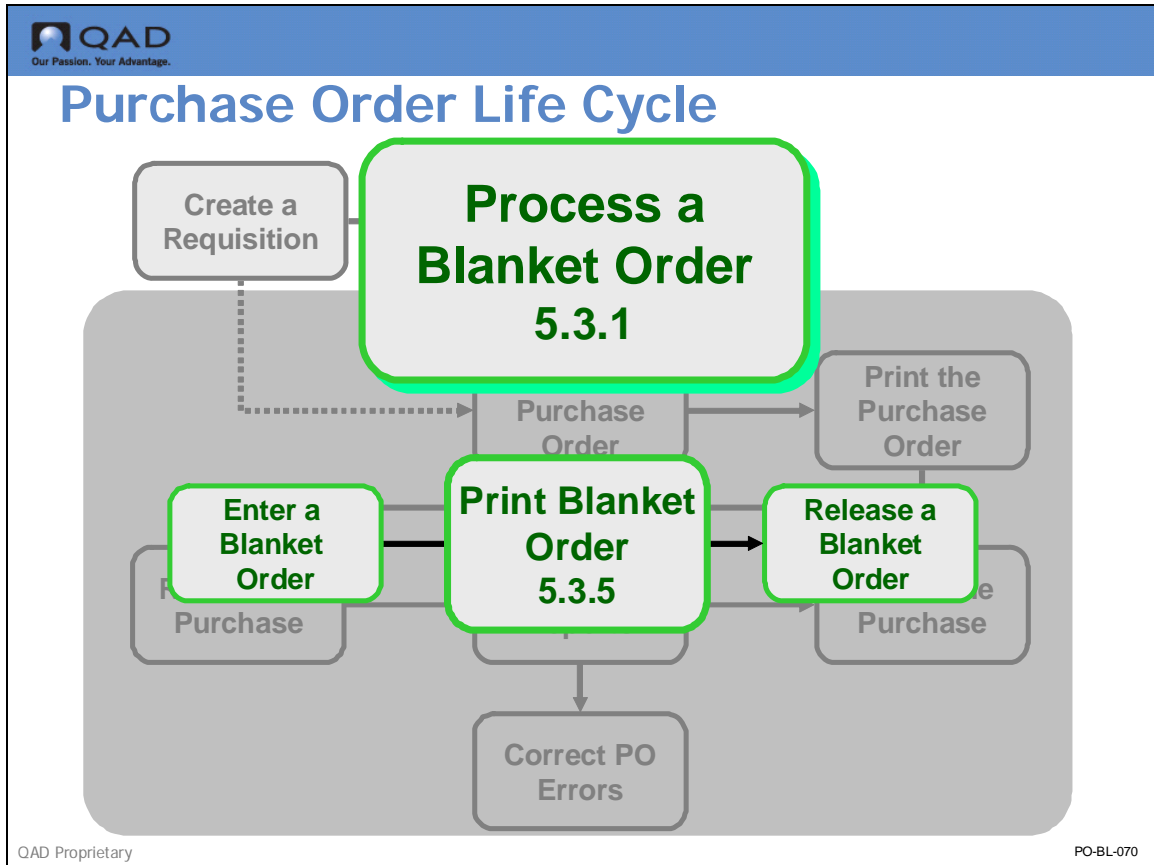 QAD
Our Passion. Your Advantage.
Purchase Order Life Cycle
Create a
Requisition
Process a
Blanket Order
5.3.1
Purchase
Order
Print the
Purchase
Order
Enter a
Blanket
Order
Print Blanket
Order
5.3.5
Release a
Blanket
Order
Purchase
Purchase
Correct PO
Errors
QAD Proprietary
PO-BL-070